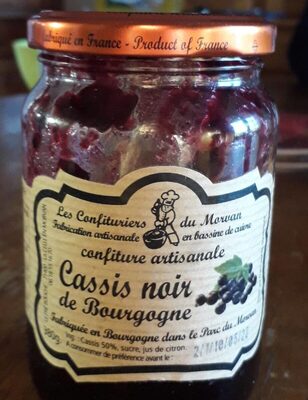 Fabriqué en France - Product of France
Les Confituriers du Morvan
Fabrication artisanale en bassine de cuivre
confiture artisanale
Cassis noir
de Bourgogne
Fabriquée en Bourgogne dans le Parc du Morvan
Cassis 50%, sucre, jus de citron.
A consommer de préférence avant le :